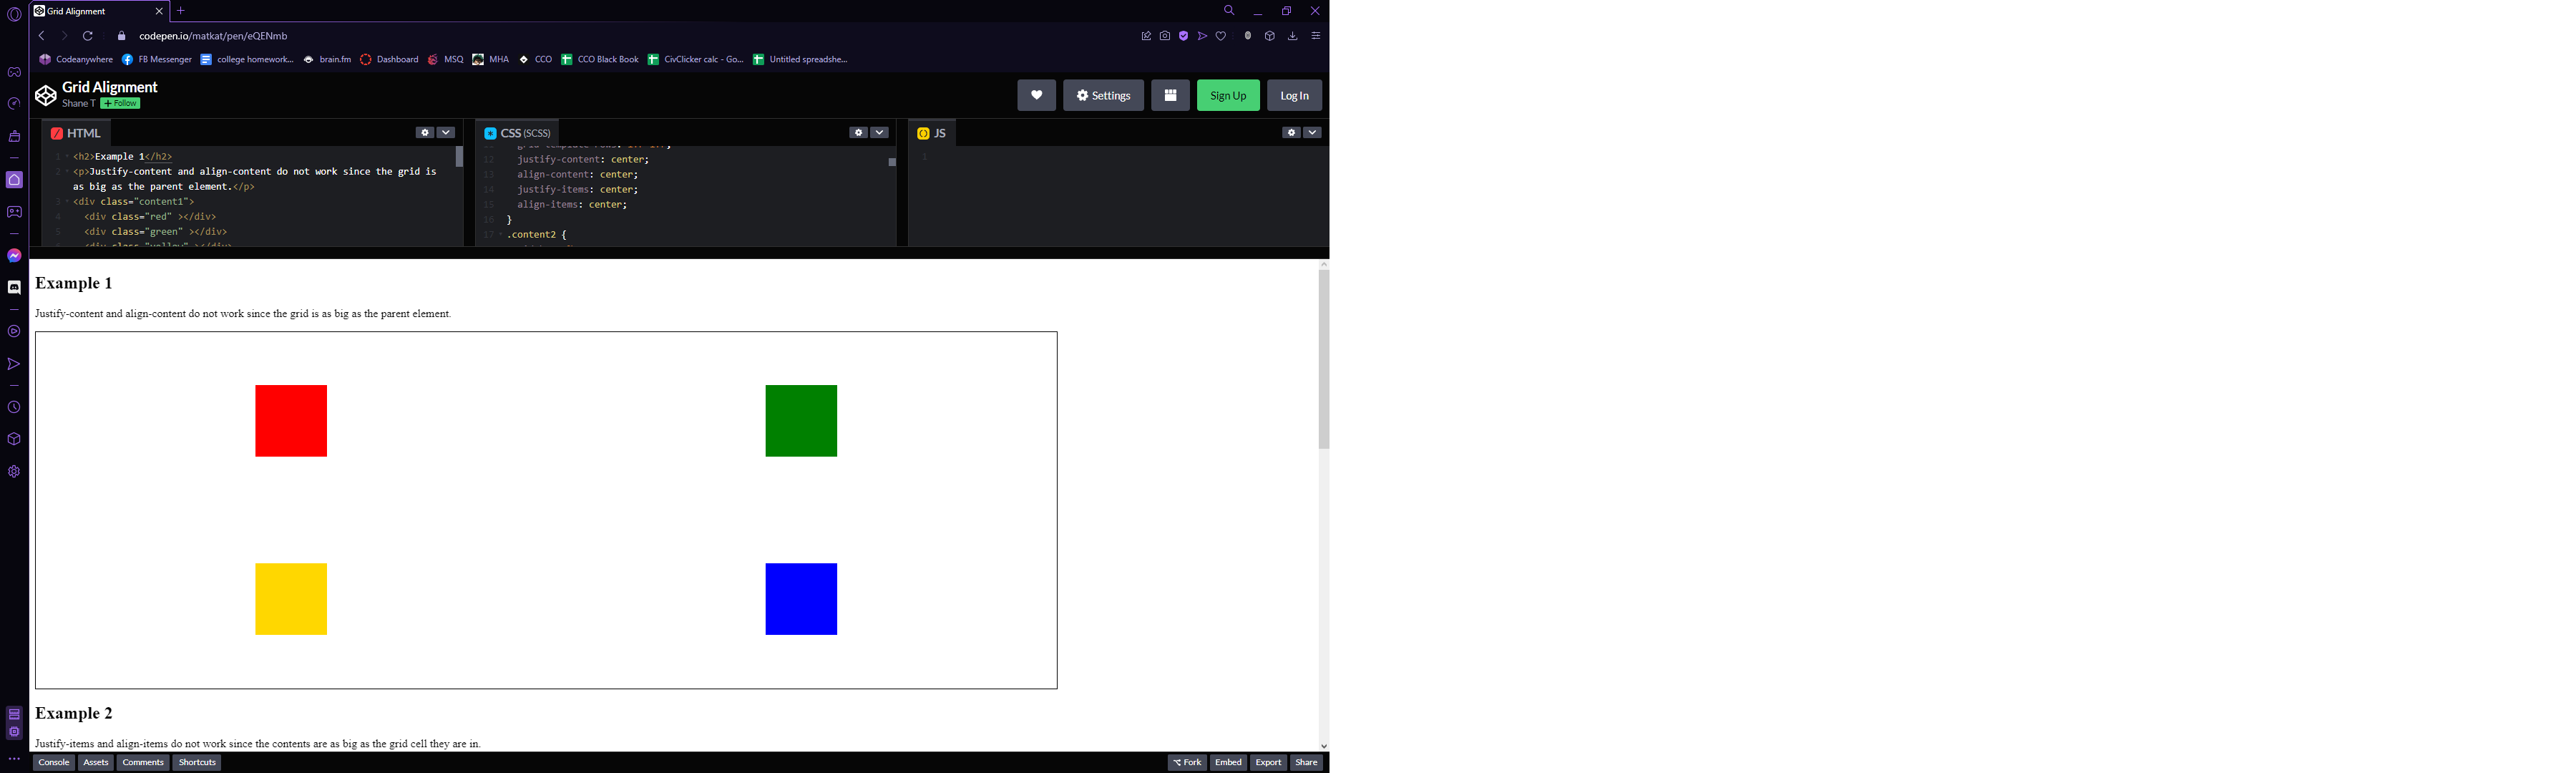 Grid Alignment
codepen.io/matkat/pen/eQENmb
Codeanywhere FB Messenger college homework... brain.fm Dashboard MSQ MHA CCO CCO Black Book CivClicker calc - Go... Untitled spreadshe...
Grid Alignment
Shane T + Follow
Settings Sign Up Log In
HTML
1 <h2>Example 1</h2>
2 <p>Justify-content and align-content do not work since the grid is
as big as the parent element.</p>
3 <div class="content1">
4 <div class="red" ></div>
5 <div class="green" ></div>
6 <div class="yellow" ></div>
CSS (SCSS)
12 justify-content: center;
13 align-content: center;
14 justify-items: center;
15 align-items: center;
16 }
17 .content2 {
JS
1
Example 1
Justify-content and align-content do not work since the grid is as big as the parent element.
Example 2
Justify-items and align-items do not work since the contents are as big as the grid cell they are in.
Console Assets Comments Shortcuts Fork Embed Export Share